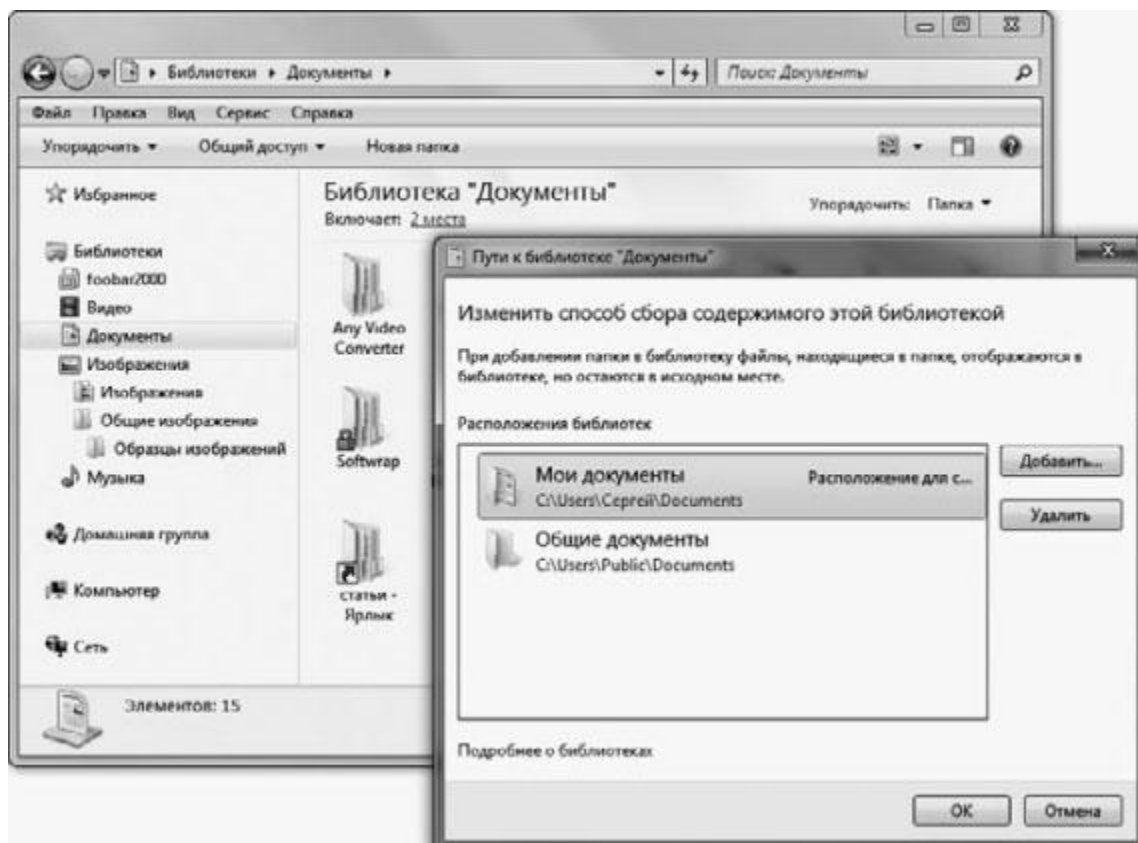 Библиотеки ▸ Документы ▸
Поиск: Документы
Файл Правка Вид Сервис Справка
Упорядочить Общий доступ Новая папка
Избранное
Библиотеки
foobar2000
Видео
Документы
Изображения
Изображения
Общие изображения
Образцы изображений
Музыка
Домашняя группа
Компьютер
Сеть
Библиотека "Документы"
Включает: 2 места
Упорядочить: Папка
Any Video
Converter
Softwrap
статьи -
Ярлык
Элементов: 15
Пути к библиотеке "Документы"
Изменить способ сбора содержимого этой библиотекой
При добавлении папки в библиотеку файлы, находящиеся в папке, отображаются в
библиотеке, но остаются в исходном месте.
Расположения библиотек
Мои документы Расположение для с...
C:\Users\Сергей\Documents
Общие документы
C:\Users\Public\Documents
Добавить...
Удалить
Подробнее о библиотеках
ОК Отмена